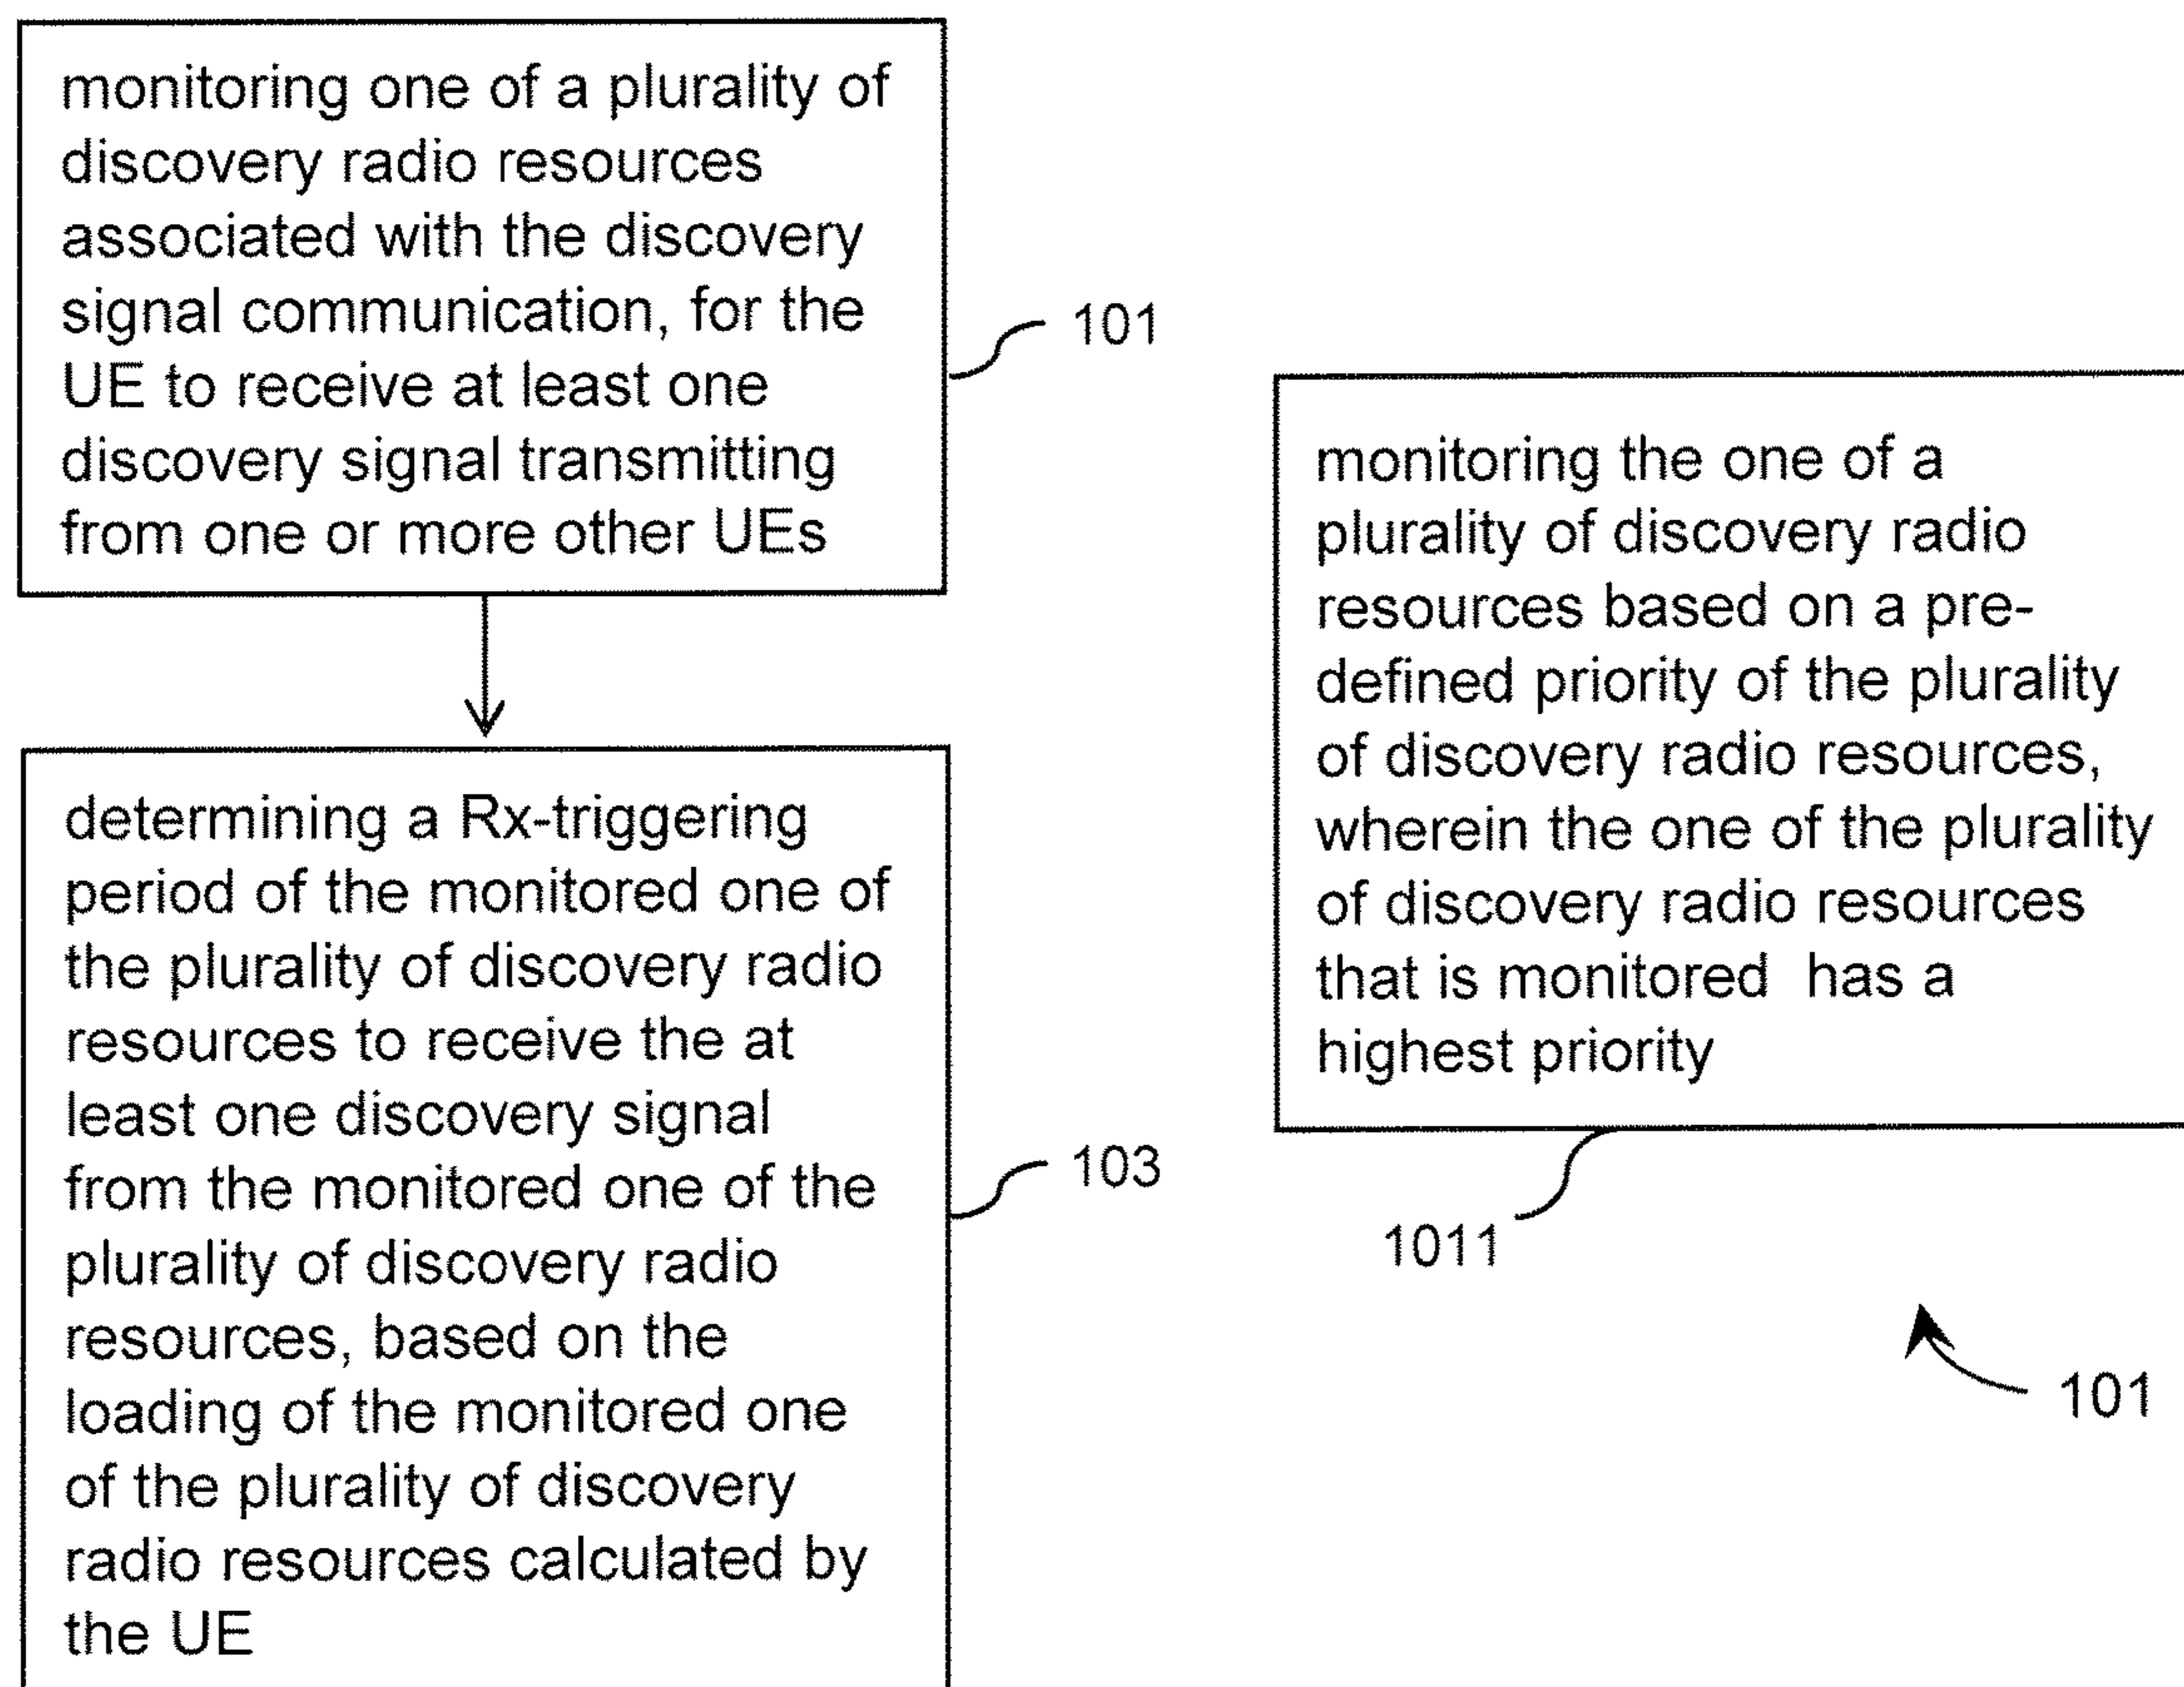 monitoring one of a plurality of
discovery radio resources
associated with the discovery
signal communication, for the
UE to receive at least one
discovery signal transmitting
from one or more other UEs
101
determining a Rx-triggering
period of the monitored one of
the plurality of discovery radio
resources to receive the at
least one discovery signal
from the monitored one of the
plurality of discovery radio
resources, based on the
loading of the monitored one
of the plurality of discovery
radio resources calculated by
the UE
103
monitoring the one of a
plurality of discovery radio
resources based on a pre-
defined priority of the plurality
of discovery radio resources,
wherein the one of the plurality
of discovery radio resources
that is monitored has a
highest priority
1011
101